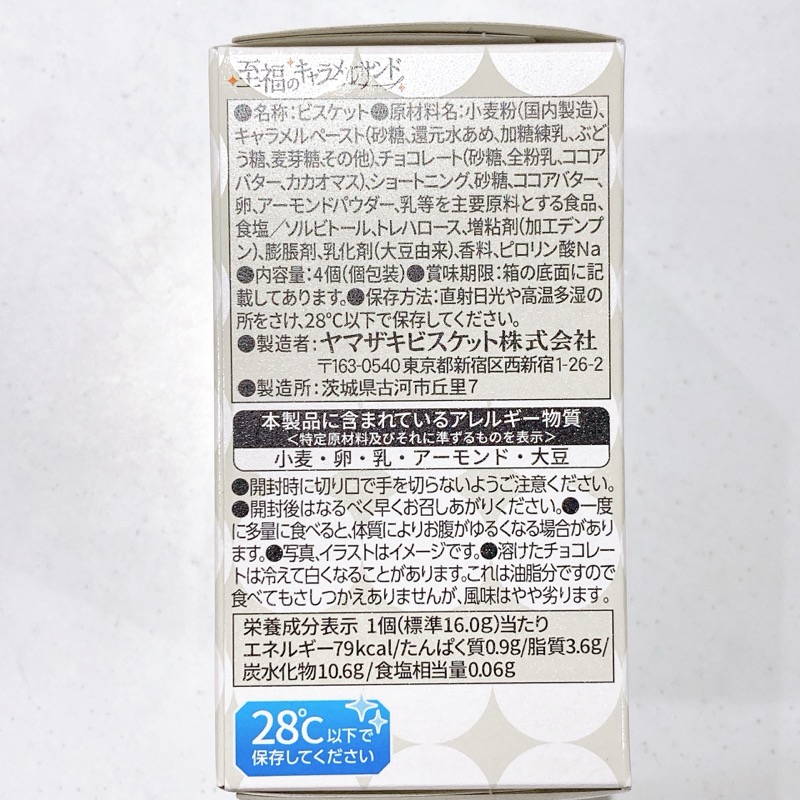 至福のキャラメルサンド
●名称:ビスケット●原材料名:小麦粉(国内製造)、
キャラメルペースト(砂糖、還元水あめ、加糖練乳、ぶど
う糖、麦芽糖、その他)、チョコレート(砂糖、全粉乳、ココア
バター、カカオマス)、ショートニング、砂糖、ココアバター、
卵、アーモンドパウダー、乳等を主要原料とする食品、
食塩/ソルビトール、トレハロース、増粘剤(加工デンプ
ン)、膨脹剤、乳化剤(大豆由来)、香料、ピロリン酸Na
●内容量:4個(個包装)●賞味期限:箱の底面に記
載してあります。●保存方法:直射日光や高温多湿の
所をさけ、28℃以下で保存してください。
●製造者:ヤマザキビスケット株式会社
〒163-0540 東京都新宿区西新宿1-26-2
●製造所:茨城県古河市丘里7
本製品に含まれているアレルギー物質
<特定原材料及びそれに準ずるものを表示>
小麦・卵・乳・アーモンド・大豆
●開封時に切り口で手を切らないようご注意ください。
●開封後はなるべく早くお召しあがりください。●一度
に多量に食べると、体質によりお腹がゆるくなる場合があり
ます。●写真、イラストはイメージです。●溶けたチョコレー
トは冷えて白くなることがあります。これは油脂分ですので
食べてもさしつかえありませんが、風味はやや劣ります。
栄養成分表示 1個(標準16.0g)当たり
エネルギー79kcal/たんぱく質0.9g/脂質3.6g/
炭水化物10.6g/食塩相当量0.06g
28℃以下で
保存してください